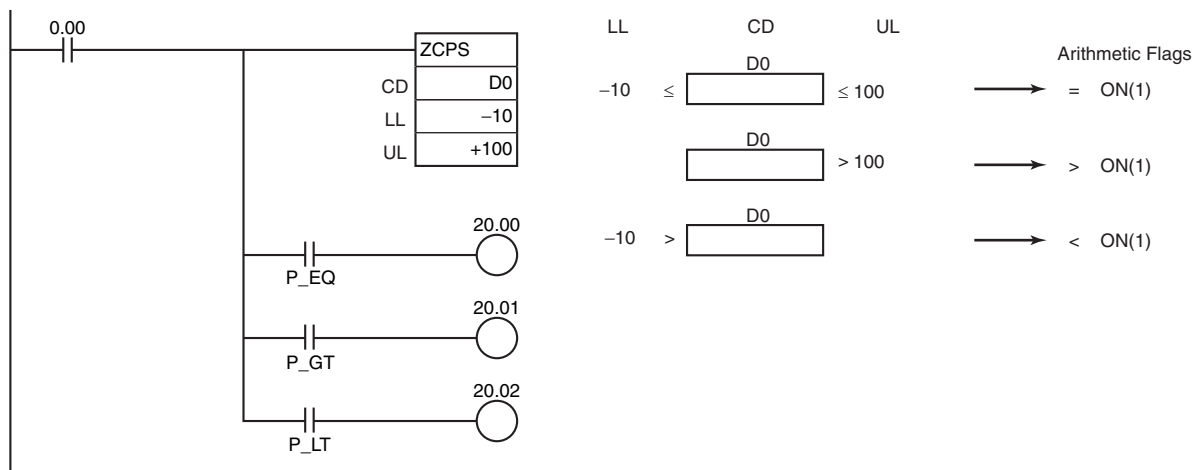 0.00
ZCPS
CD D0
LL −10
UL +100
20.00
P_EQ
20.01
P_GT
20.02
P_LT
LL CD UL
Arithmetic Flags
D0
−10 ≤ ≤ 100 = ON(1)
D0
> 100 > ON(1)
D0
−10 > < ON(1)